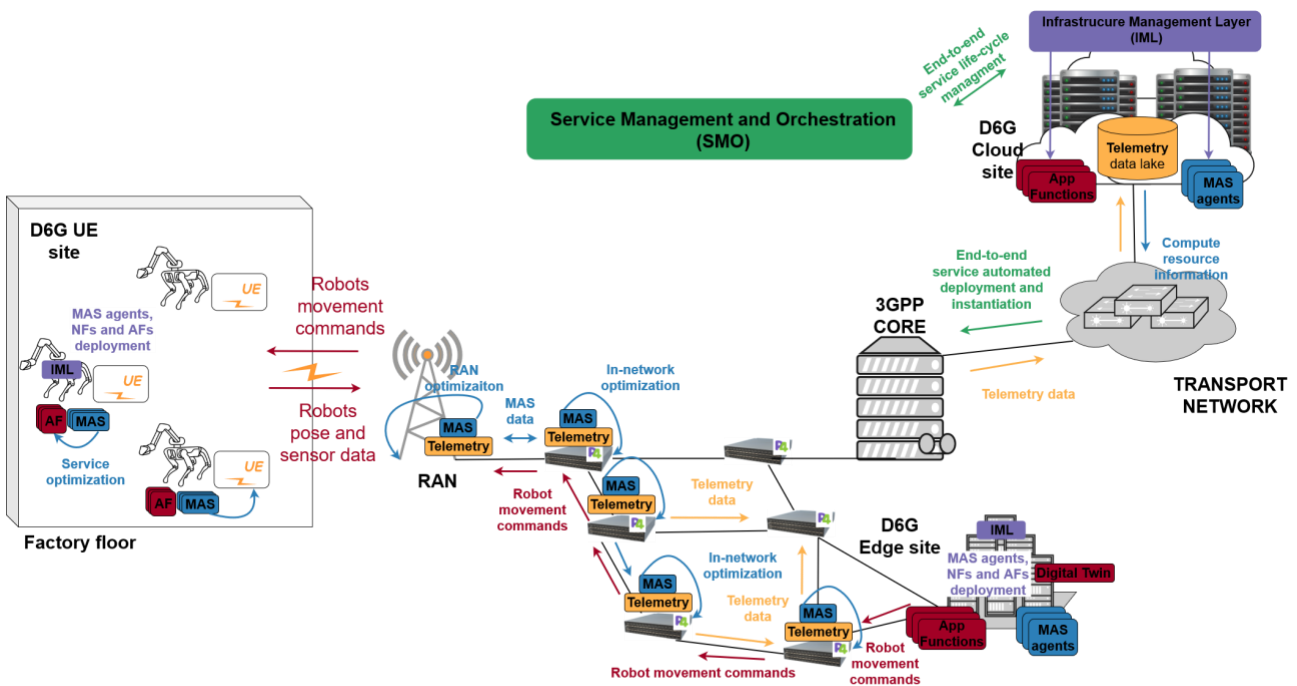 Infrastrucure Management Layer
(IML)
End-to-end
service life-cycle
managment
Service Management and Orchestration
(SMO)
D6G
Cloud
site
Telemetry
data lake
App
Functions
MAS
agents
Compute
resource
information
End-to-end
service automated
deployment and
instantiation
3GPP
CORE
Telemetry data
TRANSPORT
NETWORK
D6G UE
site
UE
MAS agents,
NFs and AFs
deployment
IML
UE
AF
MAS
Service
optimization
UE
AF
MAS
Factory floor
Robots
movement
commands
Robots
pose and
sensor data
RAN
optimizaiton
MAS
Telemetry
RAN
MAS
data
In-network
optimization
MAS
Telemetry
P4
P4
Robot
movement
commands
MAS
Telemetry
P4
Telemetry
data
P4
In-network
optimization
MAS
Telemetry
P4
Telemetry
data
MAS
Telemetry
P4
Robot movement commands
Robot
movement
commands
D6G
Edge site
IML
MAS agents,
NFs and AFs
deployment
Digital Twin
App
Functions
MAS
agents